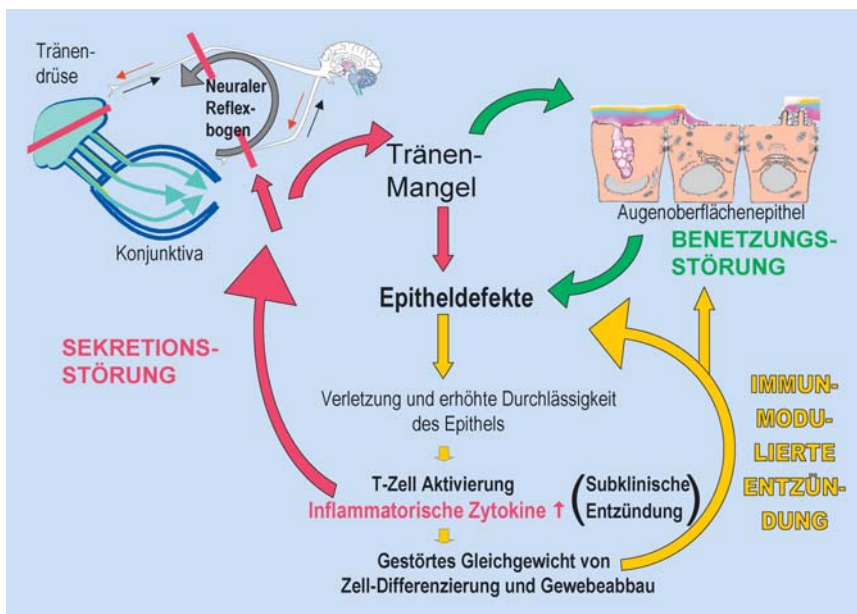 Tränen-
drüse
Neuraler
Reflex-
bogen
Konjunktiva
Tränen-
Mangel
Augenoberflächenepithel
BENETZUNGS-
STÖRUNG
Epitheldefekte
SEKRETIONS-
STÖRUNG
Verletzung und erhöhte Durchlässigkeit
des Epithels
T-Zell Aktivierung
Inflammatorische Zytokine ↑
(Subklinische
Entzündung)
Gestörtes Gleichgewicht von
Zell-Differenzierung und Gewebeabbau
IMMUN-
MODU-
LIERTE
ENTZÜN-
DUNG